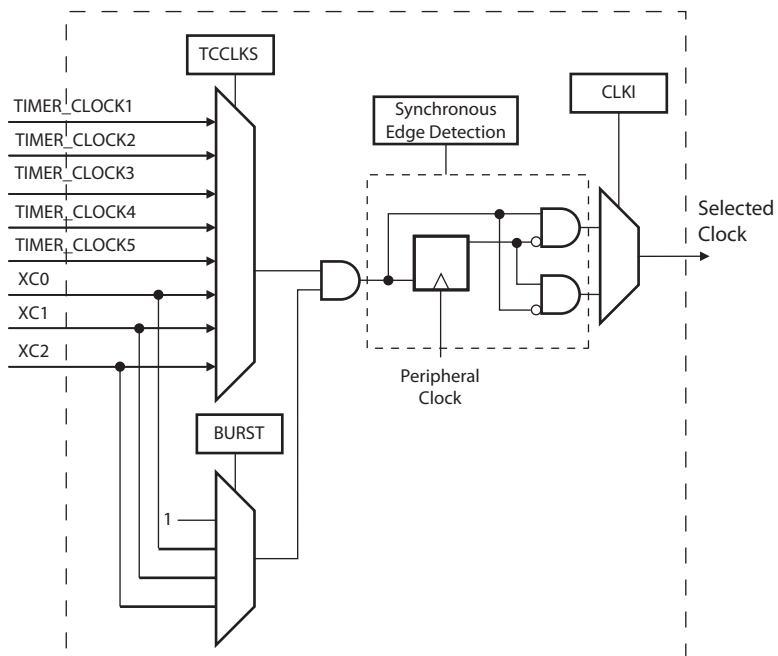 TCCLKS
TIMER_CLOCK1
TIMER_CLOCK2
TIMER_CLOCK3
TIMER_CLOCK4
TIMER_CLOCK5
XC0
XC1
XC2
Synchronous
Edge Detection
CLKI
Selected
Clock
Peripheral
Clock
BURST
1